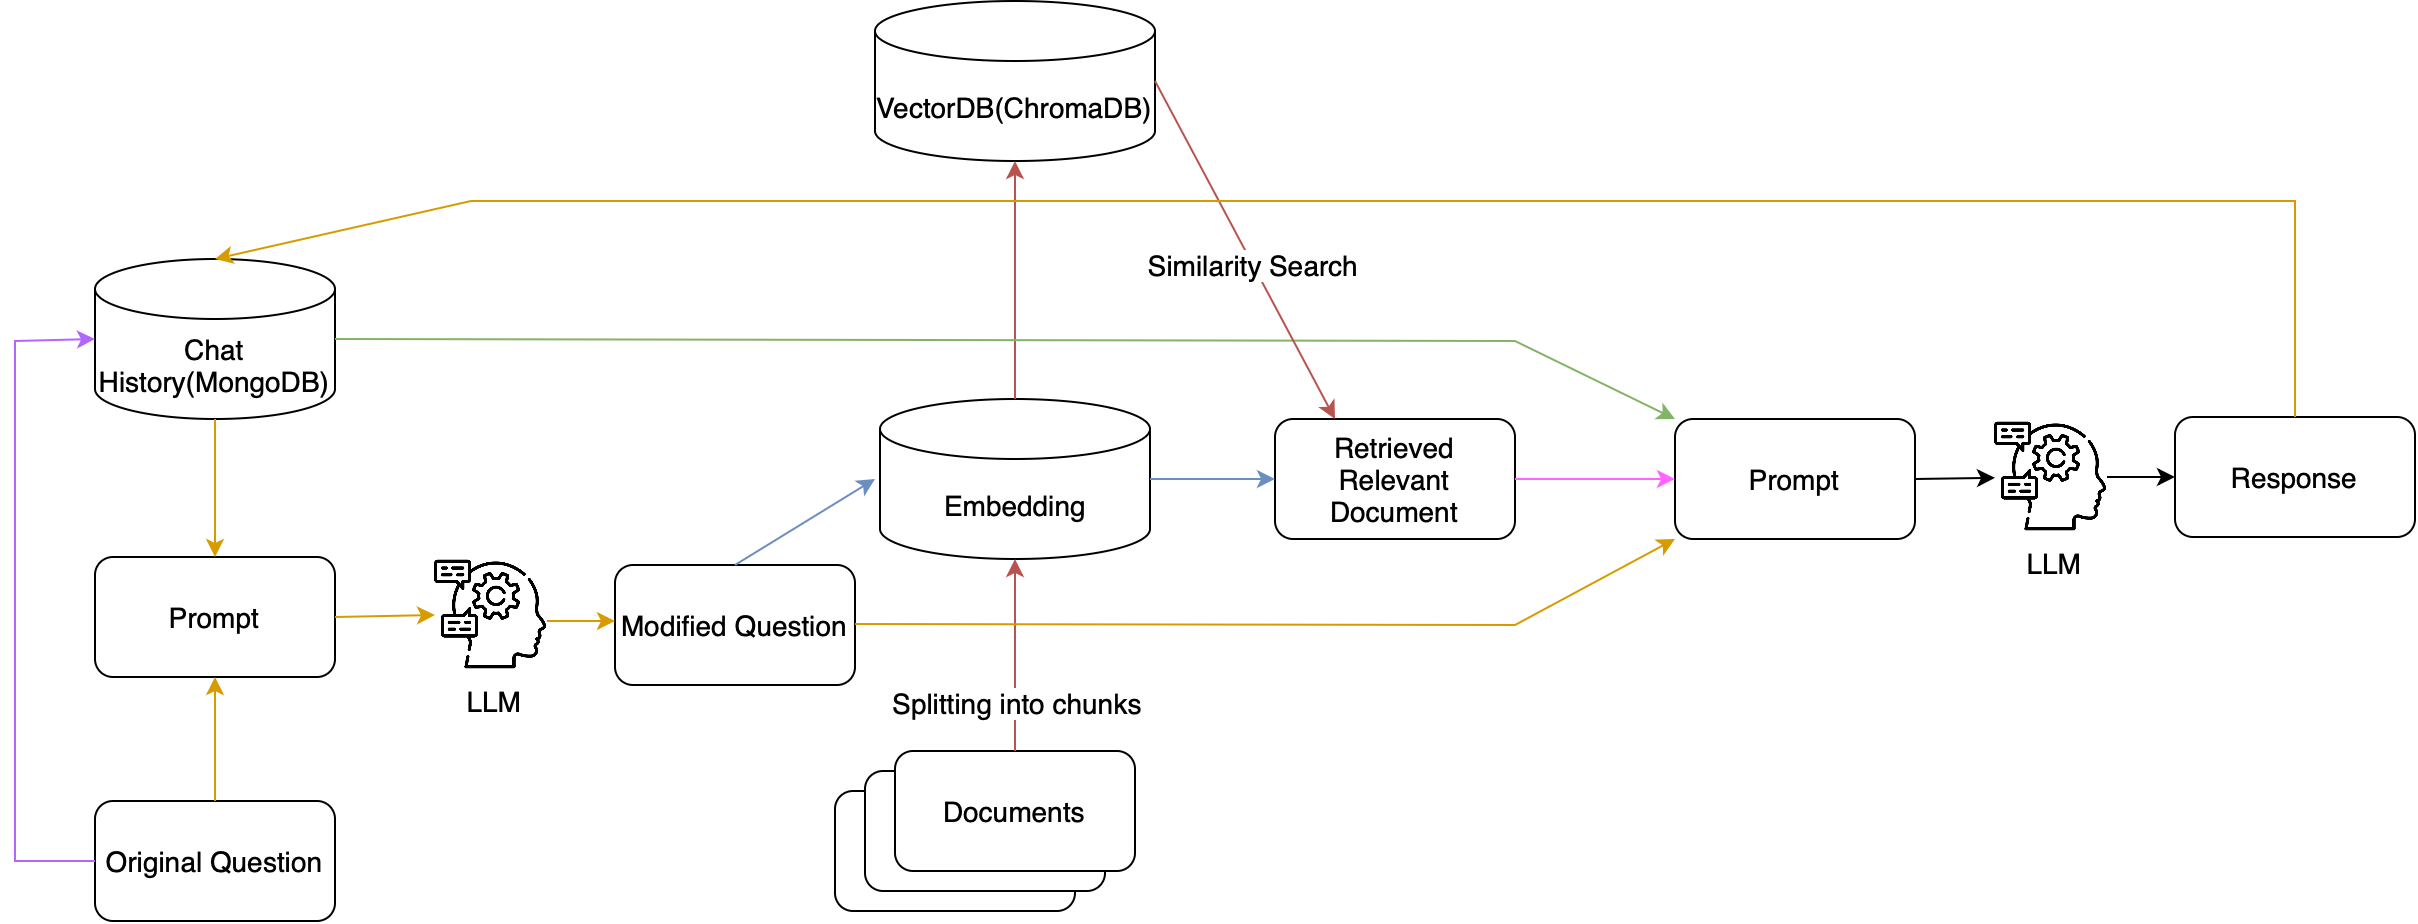 VectorDB(ChromaDB)
Similarity Search
Chat
History(MongoDB)
Embedding
Retrieved
Relevant
Document
Prompt
LLM
Response
Prompt
LLM
Modified Question
Splitting into chunks
Documents
Original Question